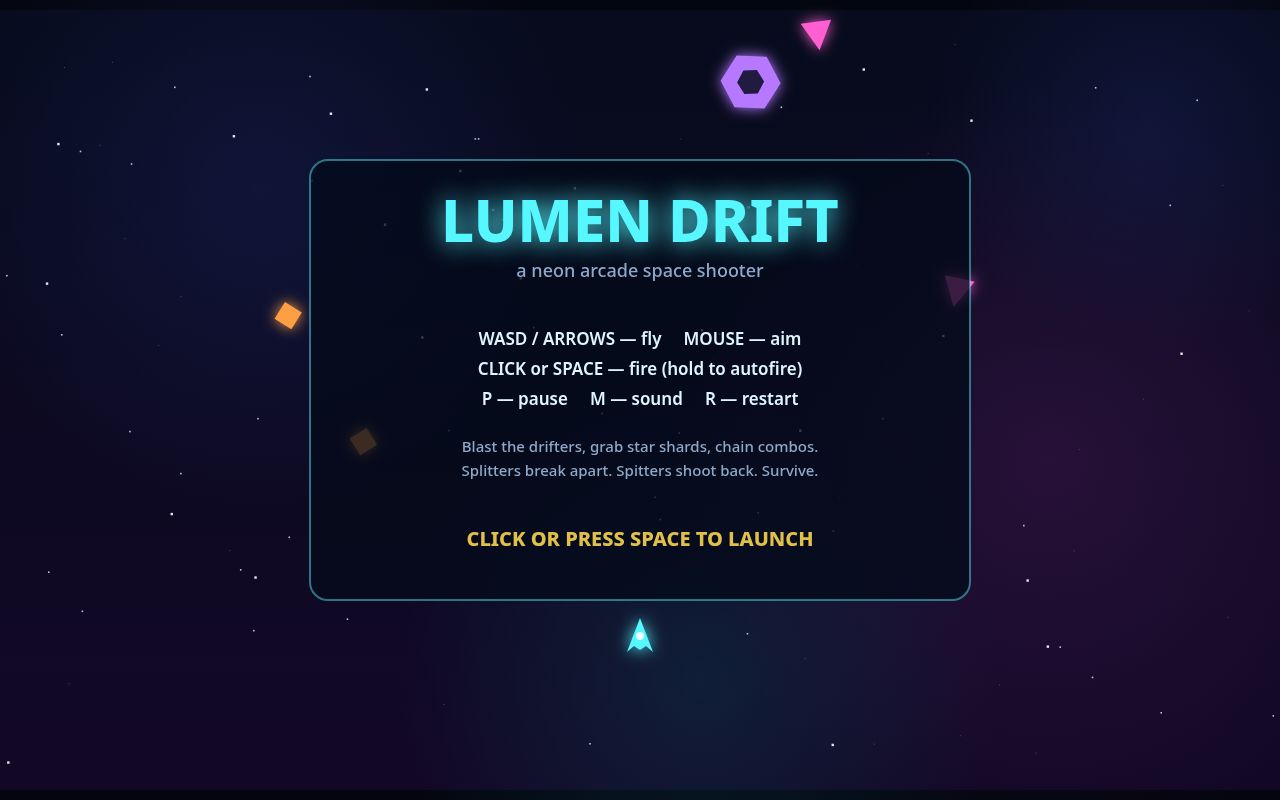 LUMEN DRIFT
a neon arcade space shooter
WASD / ARROWS — fly MOUSE — aim
CLICK or SPACE — fire (hold to autofire)
P — pause M — sound R — restart
Blast the drifters, grab star shards, chain combos.
Splitters break apart. Spitters shoot back. Survive.
CLICK OR PRESS SPACE TO LAUNCH